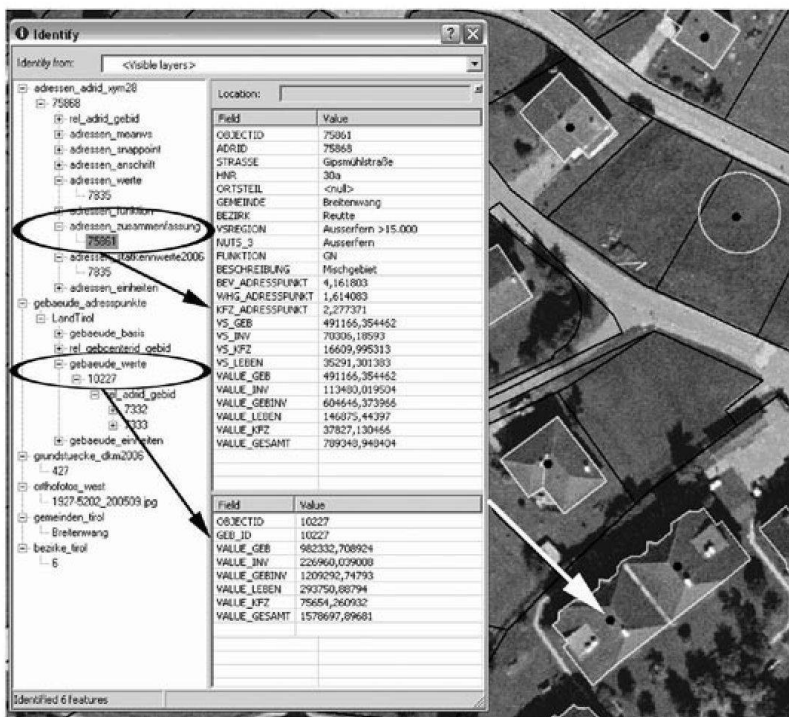 Identify
Identify from: <Visible layers>
adressen_adrid_xym28
75868
rel_adrid_gebid
adressen_meanws
adressen_snappoint
adressen_anschrift
adressen_werte
7835
adressen_funktion
adressen_zusammenfassung
75861
adressen_statkennwerte2006
7835
adressen_einheiten
gebaeude_adresspunkte
LandTirol
gebaeude_basis
rel_gebcenterid_gebid
gebaeude_werte
10227
rel_adrid_gebid
7332
7333
gebaeude_einheiten
grundstuecke_dkm2006
427
orthofotos_west
1927-5202_200509.jpg
gemeinden_tirol
Breitenwang
bezirke_tirol
6
Location:
Field Value
OBJECTID 75861
ADRID 75868
STRASSE Gipsmühlstraße
HNR 30a
ORTSTEIL <null>
GEMEINDE Breitenwang
BEZIRK Reutte
VSREGION Ausserfern >15.000
NUTS_3 Ausserfern
FUNKTION GN
BESCHREIBUNG Mischgebiet
BEV_ADRESSPUNKT 4,161803
WHG_ADRESSPUNKT 1,614083
KFZ_ADRESSPUNKT 2,277371
VS_GEB 491166,354462
VS_INV 70306,18593
VS_KFZ 16609,995313
VS_LEBEN 35291,301383
VALUE_GEB 491166,354462
VALUE_INV 113480,019504
VALUE_GEBINV 604646,373966
VALUE_LEBEN 146875,44397
VALUE_KFZ 37827,130466
VALUE_GESAMT 789348,948404
Field Value
OBJECTID 10227
GEB_ID 10227
VALUE_GEB 982332,708924
VALUE_INV 226960,039008
VALUE_GEBINV 1209292,74793
VALUE_LEBEN 293750,88794
VALUE_KFZ 75654,260932
VALUE_GESAMT 1578697,89681
Identified 6 features